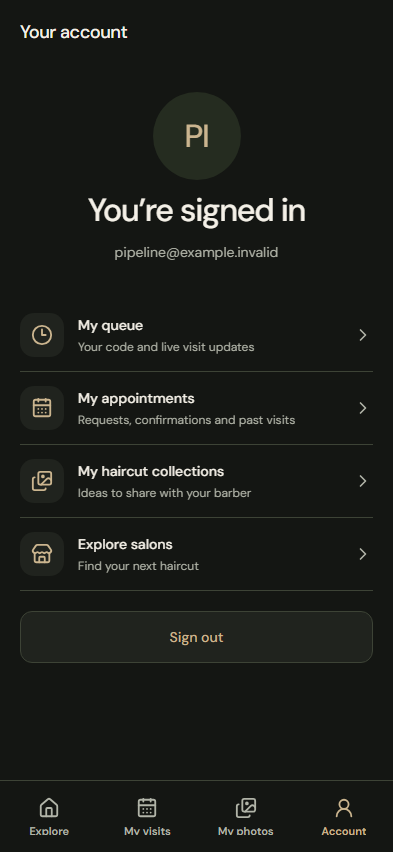 Your account
PI
You’re signed in
pipeline@example.invalid
My queue
Your code and live visit updates
My appointments
Requests, confirmations and past visits
My haircut collections
Ideas to share with your barber
Explore salons
Find your next haircut
Sign out
Explore
My visits
My photos
Account